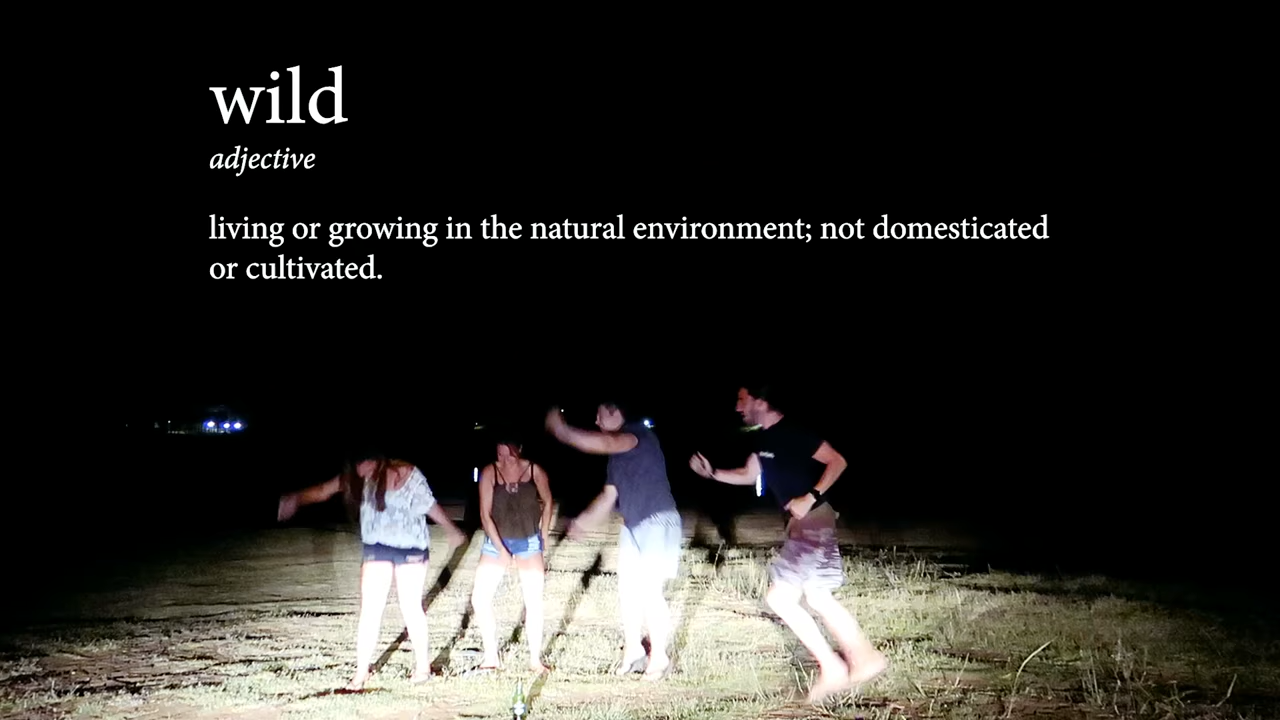 wild
adjective
living or growing in the natural environment; not domesticated
or cultivated.